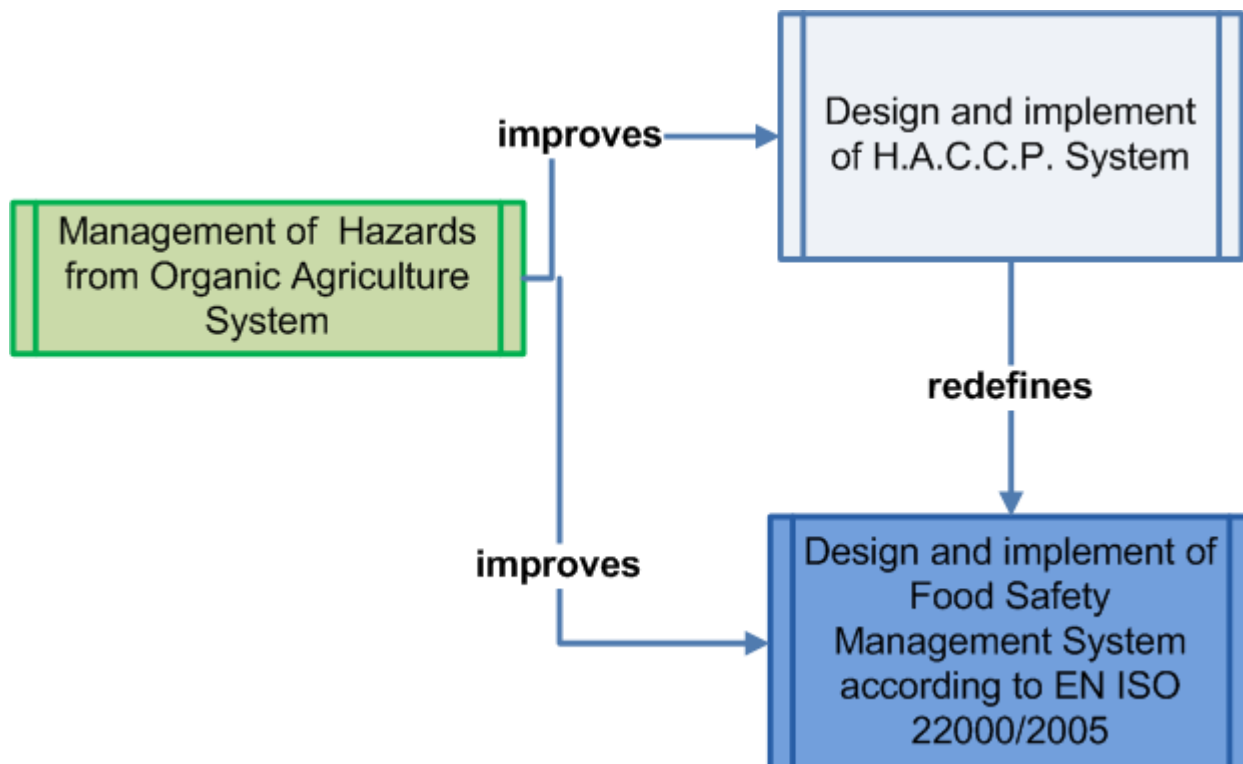 improves
Design and implement
of H.A.C.C.P. System
Management of  Hazards
from Organic Agriculture
System
redefines
improves
Design and implement of
Food Safety
Management System
according to EN ISO
22000/2005